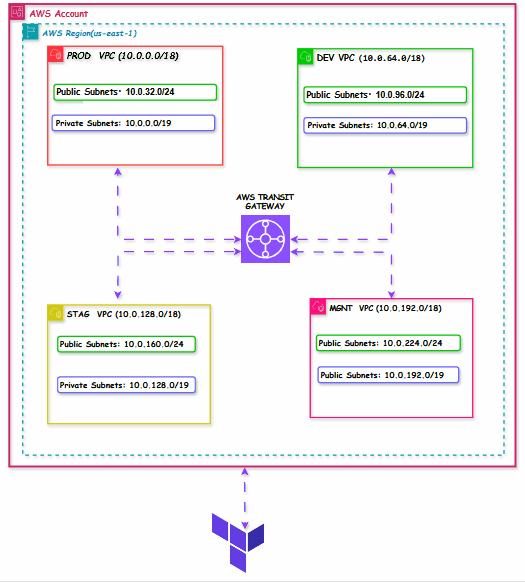 AWS Account
AWS Region(us-east-1)
PROD VPC (10.0.0.0/18)
Public Subnets: 10.0.32.0/24
Private Subnets: 10.0.0.0/19
DEV VPC (10.0.64.0/18)
Public Subnets: 10.0.96.0/24
Private Subnets: 10.0.64.0/19
AWS TRANSIT
GATEWAY
STAG VPC (10.0.128.0/18)
Public Subnets: 10.0.160.0/24
Private Subnets: 10.0.128.0/19
MGNT VPC (10.0.192.0/18)
Public Subnets: 10.0.224.0/24
Public Subnets: 10.0.192.0/19